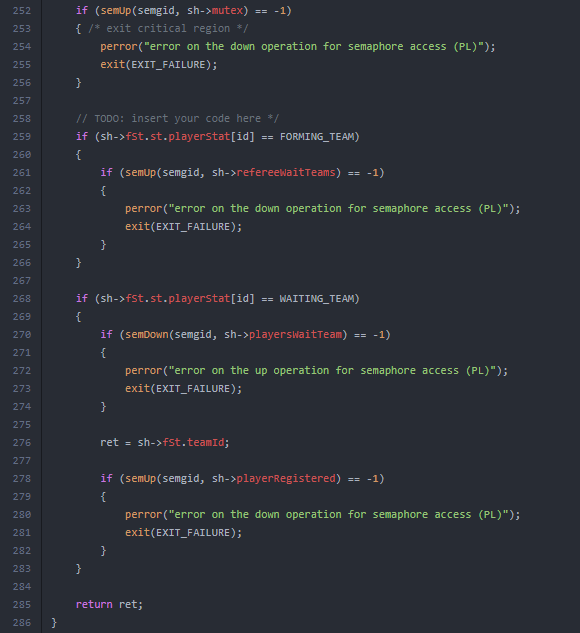 252 if (semUp(semgid, sh->mutex) == -1)
253 { /* exit critical region */
254 perror("error on the down operation for semaphore access (PL)");
255 exit(EXIT_FAILURE);
256 }
257
258 // TODO: insert your code here */
259 if (sh->fSt.st.playerStat[id] == FORMING_TEAM)
260 {
261 if (semUp(semgid, sh->refereeWaitTeams) == -1)
262 {
263 perror("error on the down operation for semaphore access (PL)");
264 exit(EXIT_FAILURE);
265 }
266 }
267
268 if (sh->fSt.st.playerStat[id] == WAITING_TEAM)
269 {
270 if (semDown(semgid, sh->playersWaitTeam) == -1)
271 {
272 perror("error on the up operation for semaphore access (PL)");
273 exit(EXIT_FAILURE);
274 }
275
276 ret = sh->fSt.teamId;
277
278 if (semUp(semgid, sh->playerRegistered) == -1)
279 {
280 perror("error on the down operation for semaphore access (PL)");
281 exit(EXIT_FAILURE);
282 }
283 }
284
285 return ret;
286 }